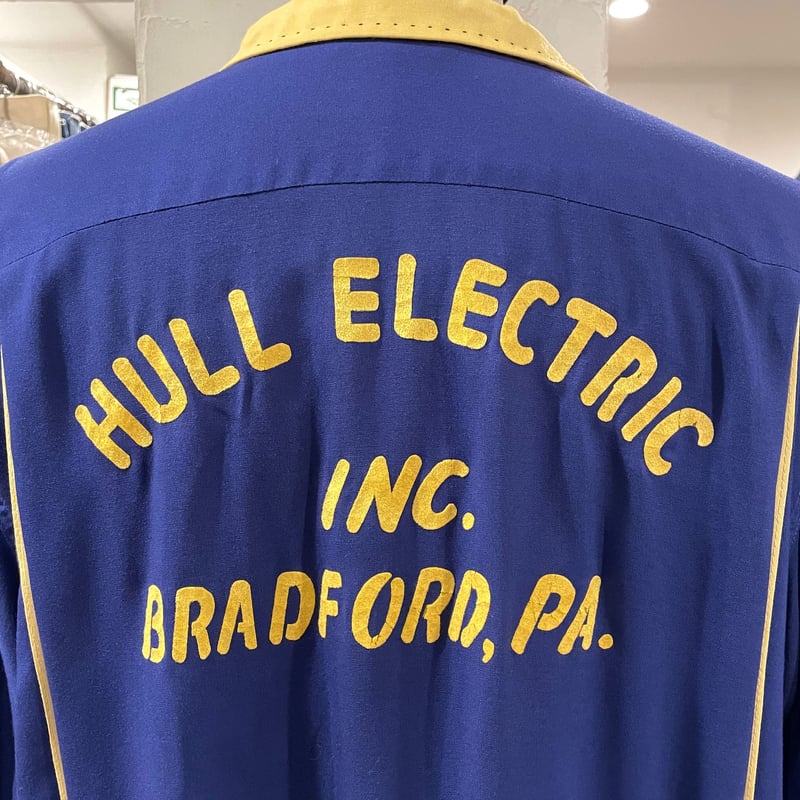 HULL ELECTRIC
INC.
BRADFORD, PA.